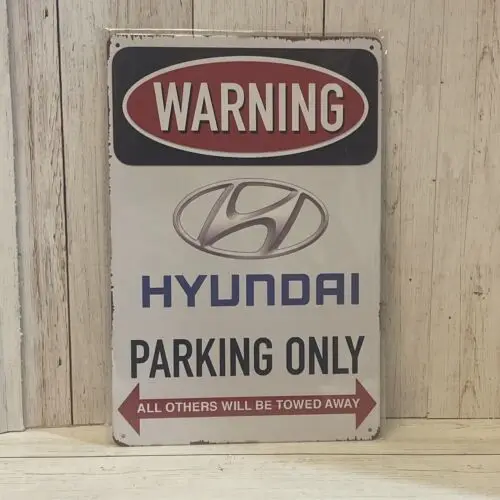 WARNING
HYUNDAI
PARKING ONLY
ALL OTHERS WILL BE TOWED AWAY